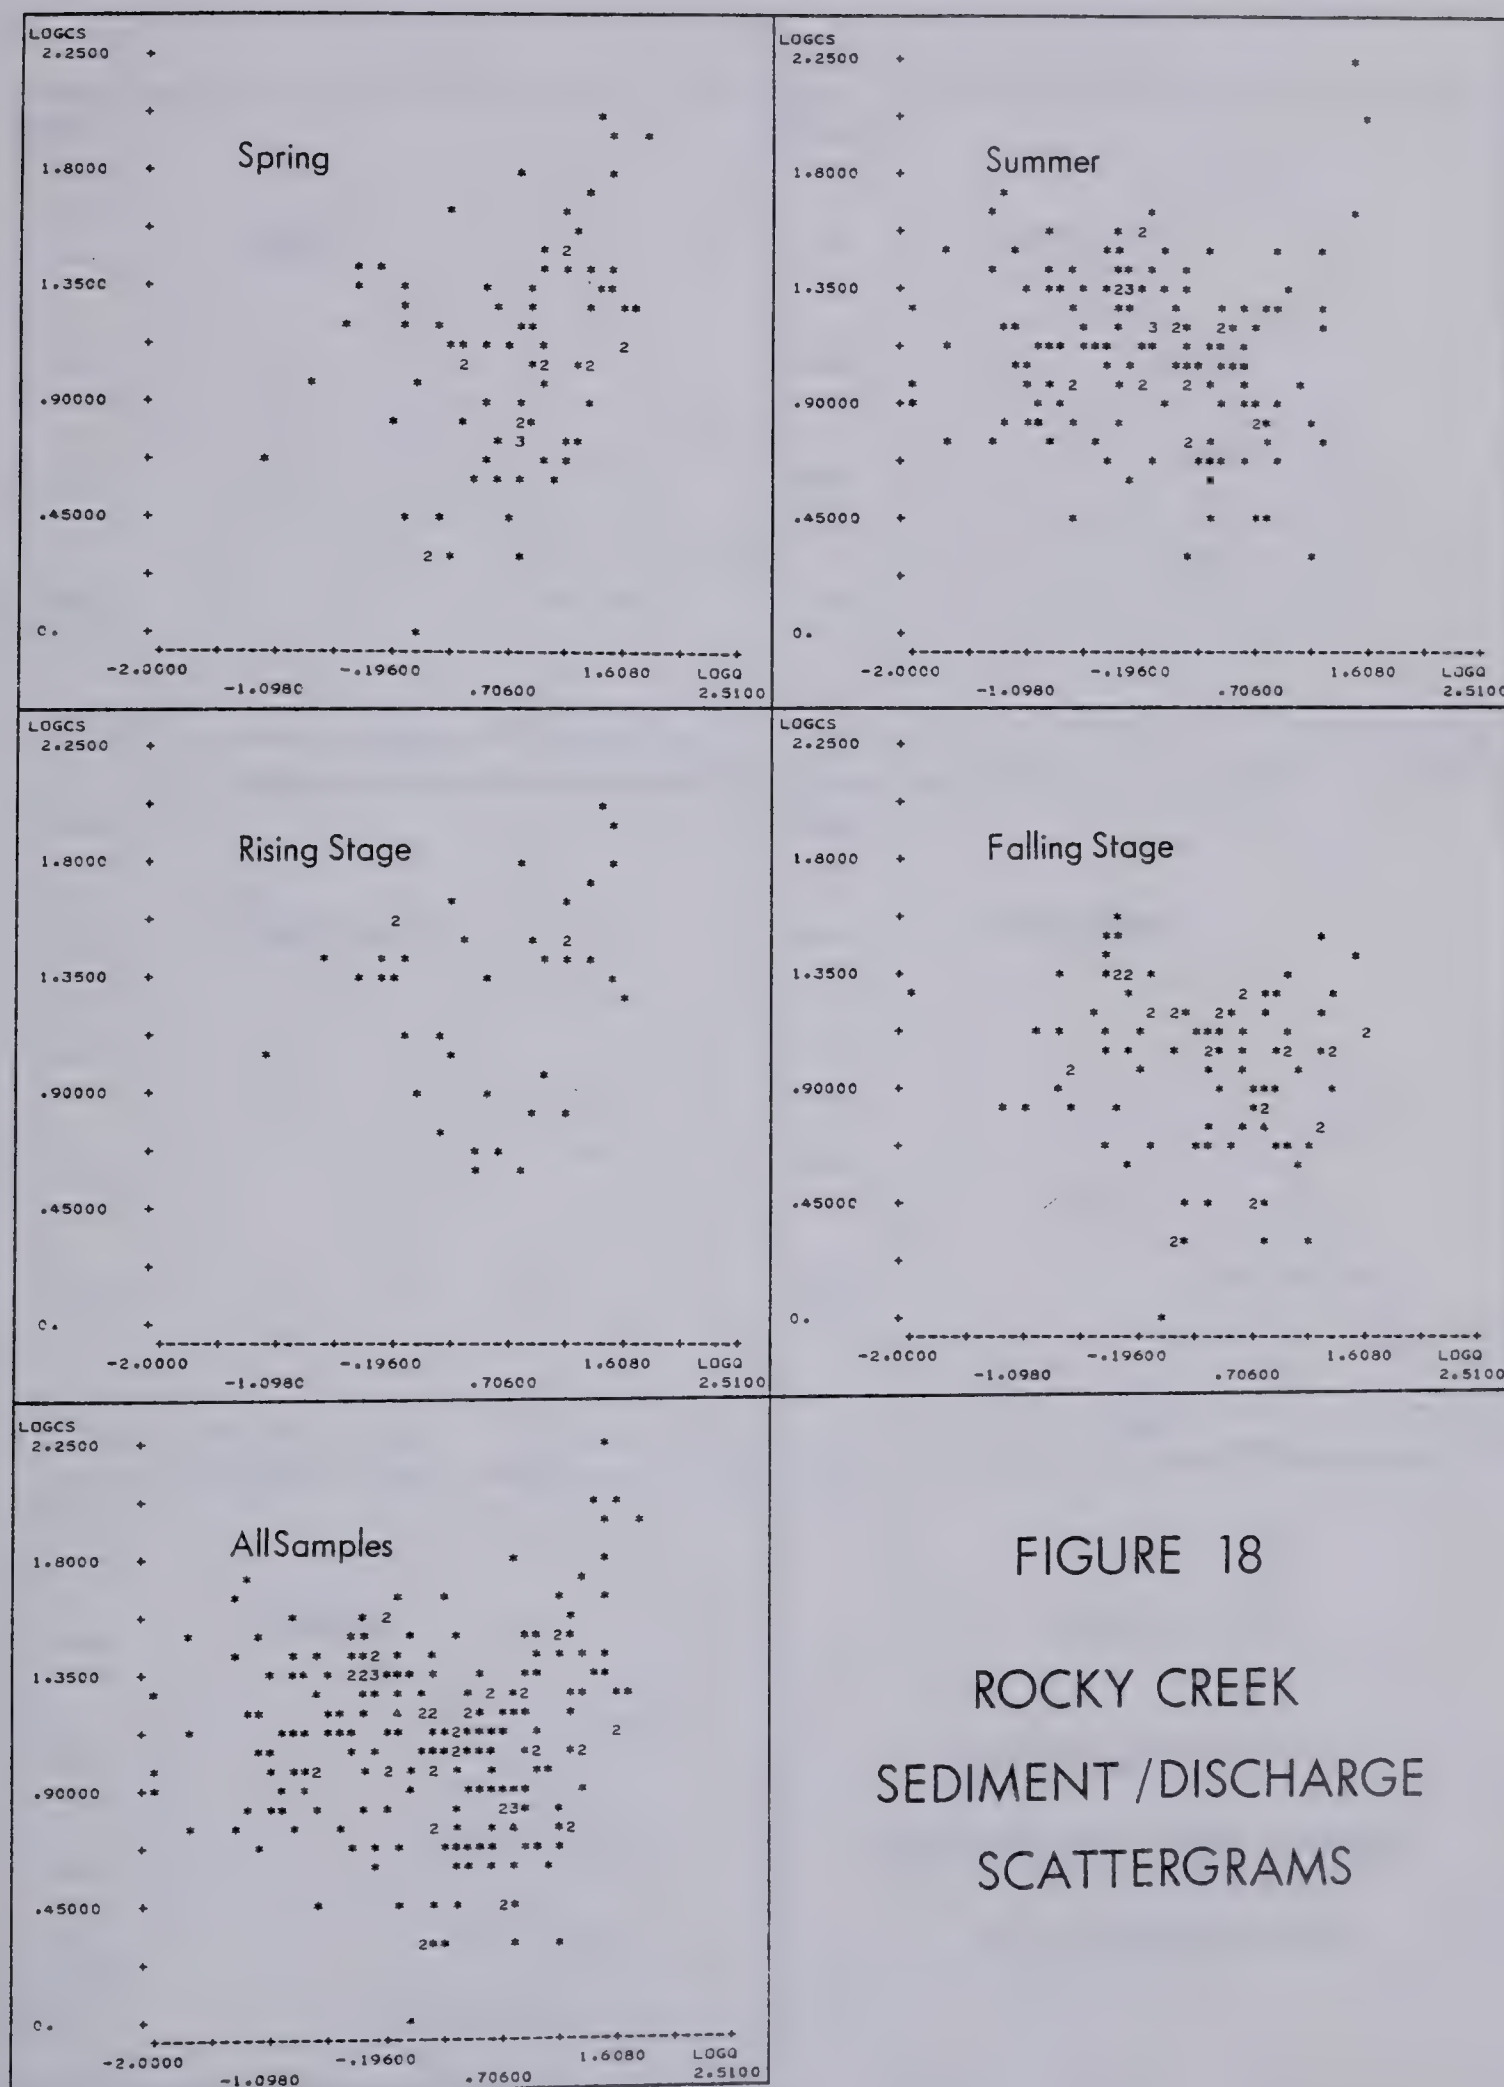 LOGCS
2.2500
Spring
1.8000
1.3500
.90000
.45000
0.
-2.0000 -.19600 1.6080 LOGQ
-1.0980 .70600 2.5100
LOGCS
2.2500
Summer
1.8000
1.3500
.90000
.45000
0.
-2.0000 -.19600 1.6080 LOGQ
-1.0980 .70600 2.5100
LOGCS
2.2500
Rising Stage
1.8000
1.3500
.90000
.45000
0.
-2.0000 -.19600 1.6080 LOGQ
-1.0980 .70600 2.5100
LOGCS
2.2500
Falling Stage
1.8000
1.3500
.90000
.45000
0.
-2.0000 -.19600 1.6080 LOGQ
-1.0980 .70600 2.5100
LOGCS
2.2500
All Samples
1.8000
1.3500
.90000
.45000
0.
-2.0000 -.19600 1.6080 LOGQ
-1.0980 .70600 2.5100
FIGURE 18
ROCKY CREEK
SEDIMENT / DISCHARGE
SCATTERGRAMS